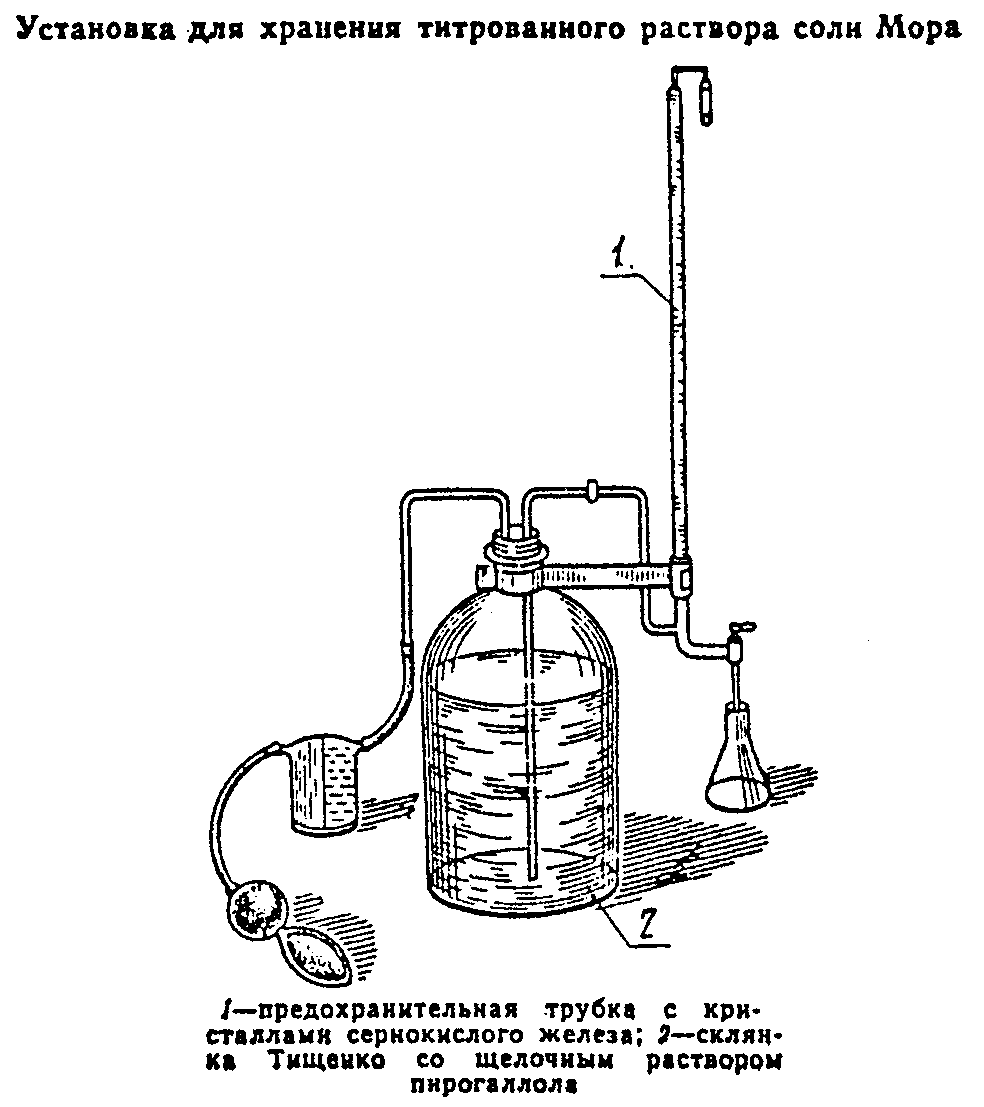 Установка для хранения титрованного раствора соли Мора
1.
2
1—предохранительная трубка с кри-
сталлами сернокислого железа; 2—склян-
ка Тищенко со щелочным раствором
пирогаллола